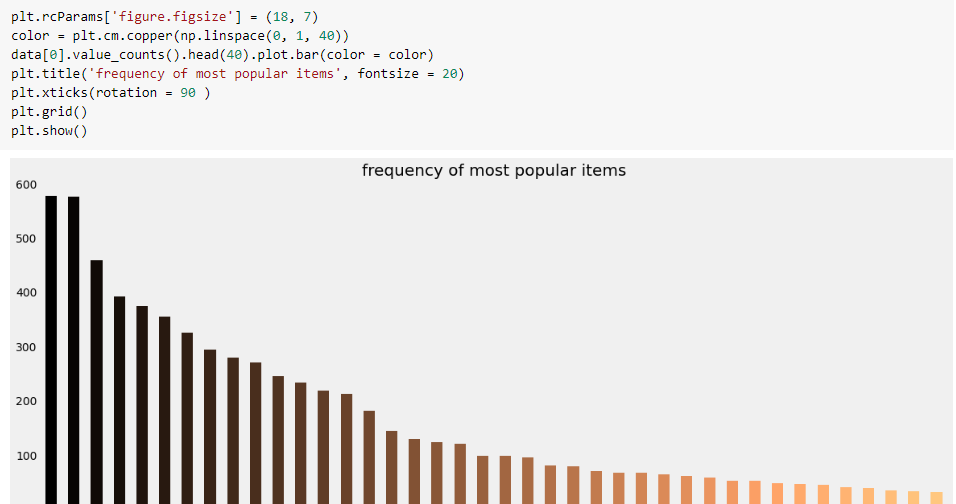 plt.rcParams['figure.figsize'] = (18, 7)
color = plt.cm.copper(np.linspace(0, 1, 40))
data[0].value_counts().head(40).plot.bar(color = color)
plt.title('frequency of most popular items', fontsize = 20)
plt.xticks(rotation = 90 )
plt.grid()
plt.show()
frequency of most popular items
600
500
400
300
200
100